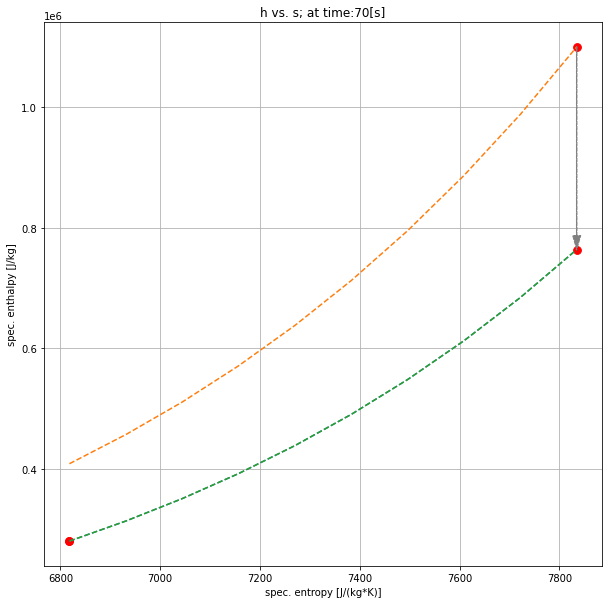 h vs. s; at time:70[s]
1e6
1.0
0.8
0.6
0.4
spec. enthalpy [J/kg]
6800 7000 7200 7400 7600 7800
spec. entropy [J/(kg*K)]